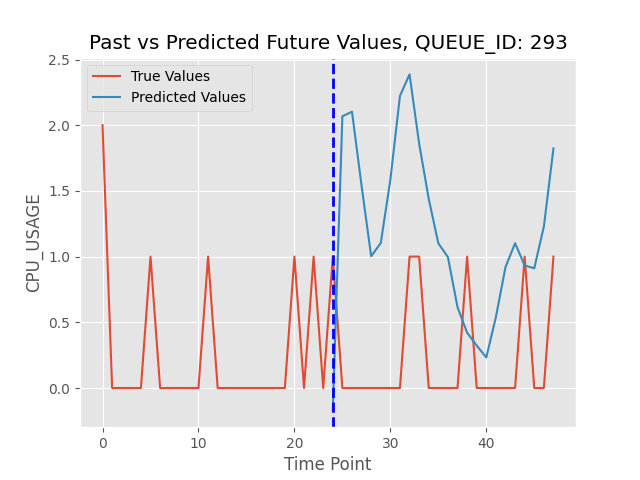 Past vs Predicted Future Values, QUEUE_ID: 293
True Values
Predicted Values
CPU_USAGE
2.5
2.0
1.5
1.0
0.5
0.0
0 10 20 30 40
Time Point